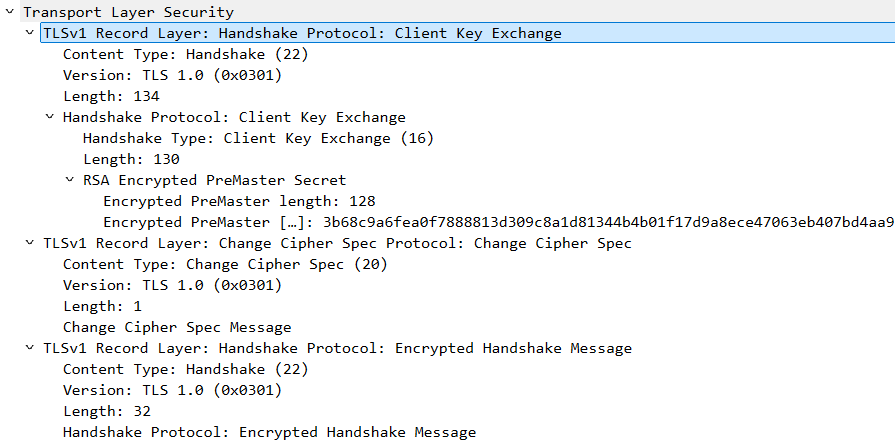 Transport Layer Security
TLSv1 Record Layer: Handshake Protocol: Client Key Exchange
Content Type: Handshake (22)
Version: TLS 1.0 (0x0301)
Length: 134
Handshake Protocol: Client Key Exchange
Handshake Type: Client Key Exchange (16)
Length: 130
RSA Encrypted PreMaster Secret
Encrypted PreMaster length: 128
Encrypted PreMaster […]: 3b68c9a6fea0f7888813d309c8a1d81344b4b01f17d9a8ece47063eb407bd4aa9
TLSv1 Record Layer: Change Cipher Spec Protocol: Change Cipher Spec
Content Type: Change Cipher Spec (20)
Version: TLS 1.0 (0x0301)
Length: 1
Change Cipher Spec Message
TLSv1 Record Layer: Handshake Protocol: Encrypted Handshake Message
Content Type: Handshake (22)
Version: TLS 1.0 (0x0301)
Length: 32
Handshake Protocol: Encrypted Handshake Message